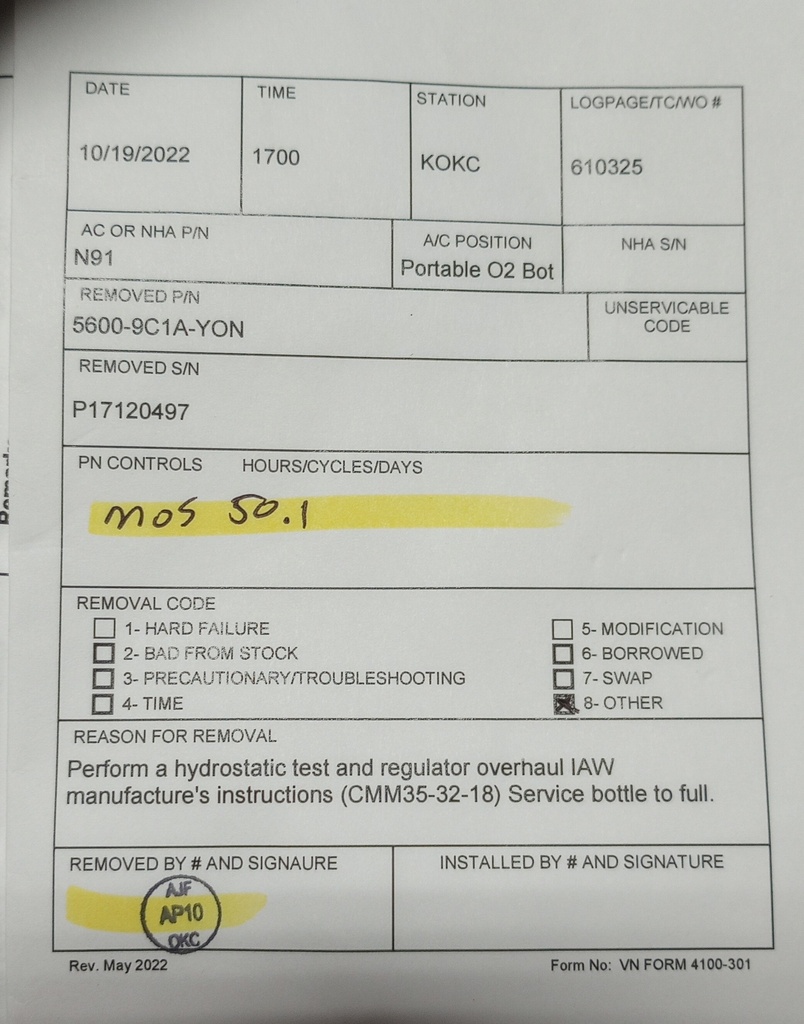 DATE
TIME
STATION
LOGPAGE/TC/WO #
10/19/2022
1700
KOKC
610325
AC OR NHA P/N
N91
A/C POSITION
Portable O2 Bot
NHA S/N
REMOVED P/N
5600-9C1A-YON
UNSERVICABLE
CODE
REMOVED S/N
P17120497
PN CONTROLS HOURS/CYCLES/DAYS
mos 50.1
REMOVAL CODE
1- HARD FAILURE
2- BAD FROM STOCK
3- PRECAUTIONARY/TROUBLESHOOTING
4- TIME
5- MODIFICATION
6- BORROWED
7- SWAP
8- OTHER
REASON FOR REMOVAL
Perform a hydrostatic test and regulator overhaul IAW
manufacture's instructions (CMM35-32-18) Service bottle to full.
REMOVED BY # AND SIGNAURE
AJF
AP10
OKC
INSTALLED BY # AND SIGNATURE
Rev. May 2022
Form No: VN FORM 4100-301